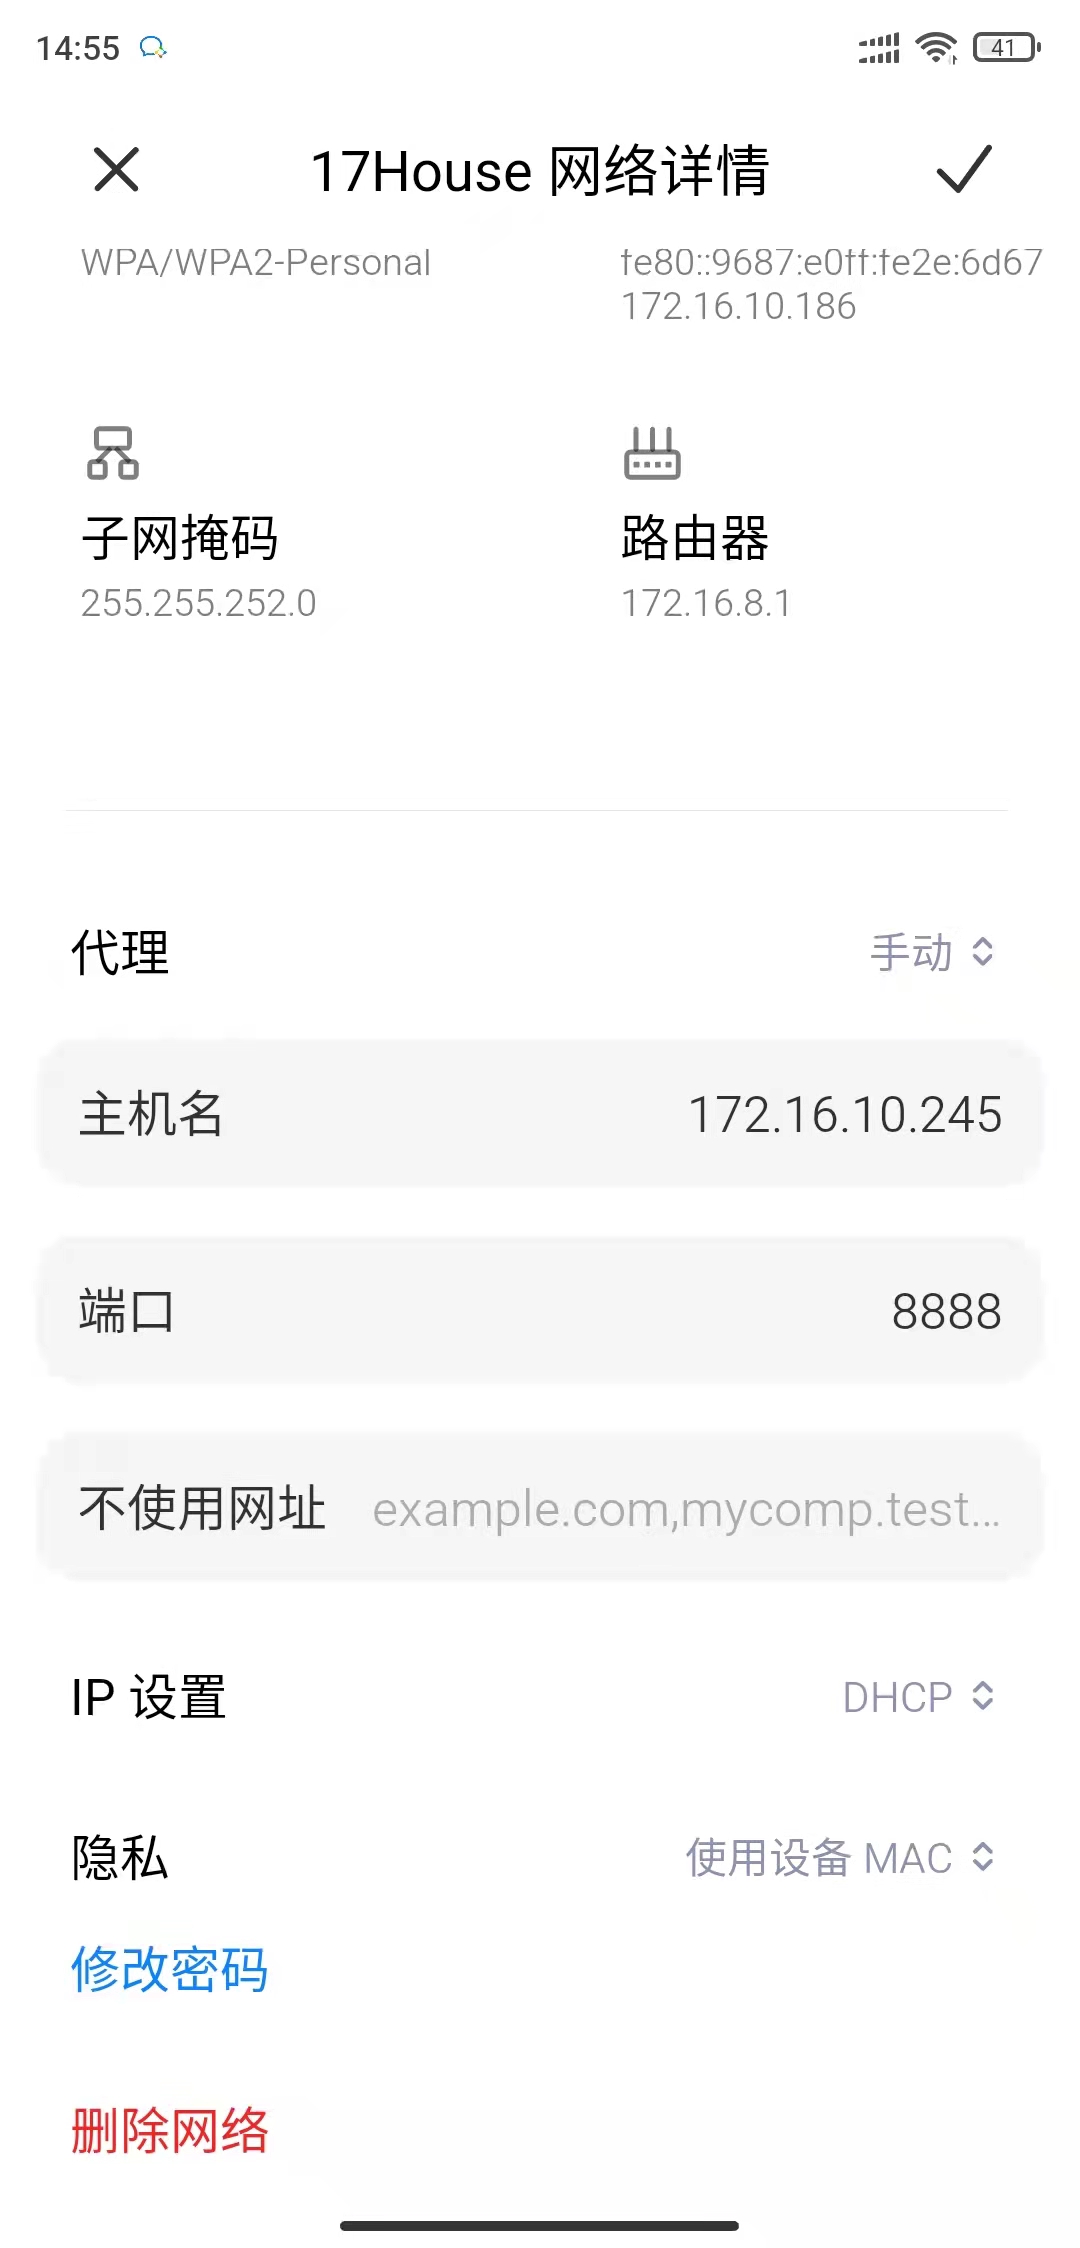 14:55
41
17House 网络详情
WPA/WPA2-Personal
fe80::9687:e0ff:fe2e:6d67
172.16.10.186
子网掩码
路由器
255.255.252.0
172.16.8.1
代理
手动
主机名
172.16.10.245
端口
8888
不使用网址
example.com,mycomp.test...
IP 设置
DHCP
隐私
使用设备 MAC
修改密码
删除网络